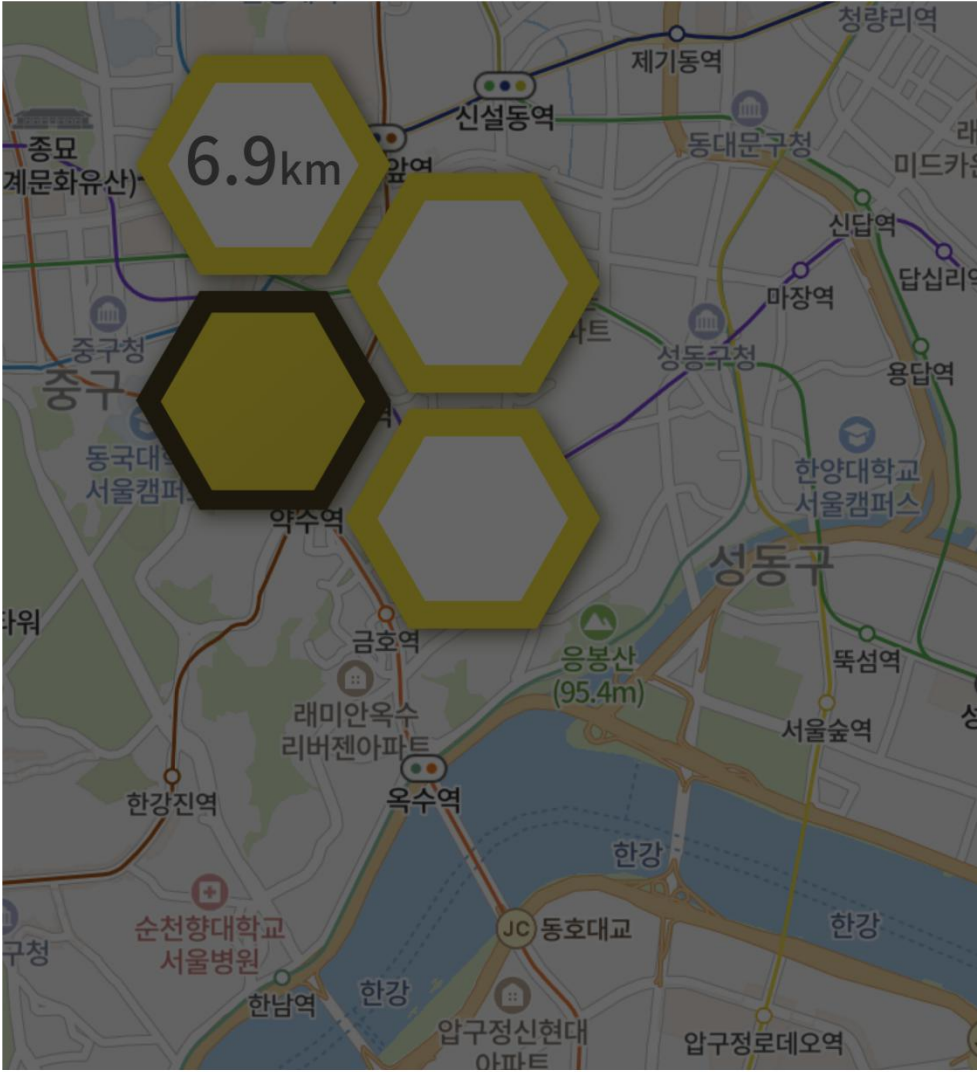 청량리역
제기동역
신설동역
동대문구청
종묘
계문화유산)
6.9km
앞역
미드카운
신답역
답십리역
마장역
중구청
중구
파트
성동구청
용답역
동국대학
서울캠퍼스
한양대학교
서울캠퍼스
약수역
성동구
타워
금호역
응봉산
(95.4m)
뚝섬역
래미안옥수
리버젠아파트
서울숲역
옥수역
한강진역
한강
순천향대학교
서울병원
JC 동호대교
한강
구청
한남역
한강
압구정신현대
아파트
압구정로데오역